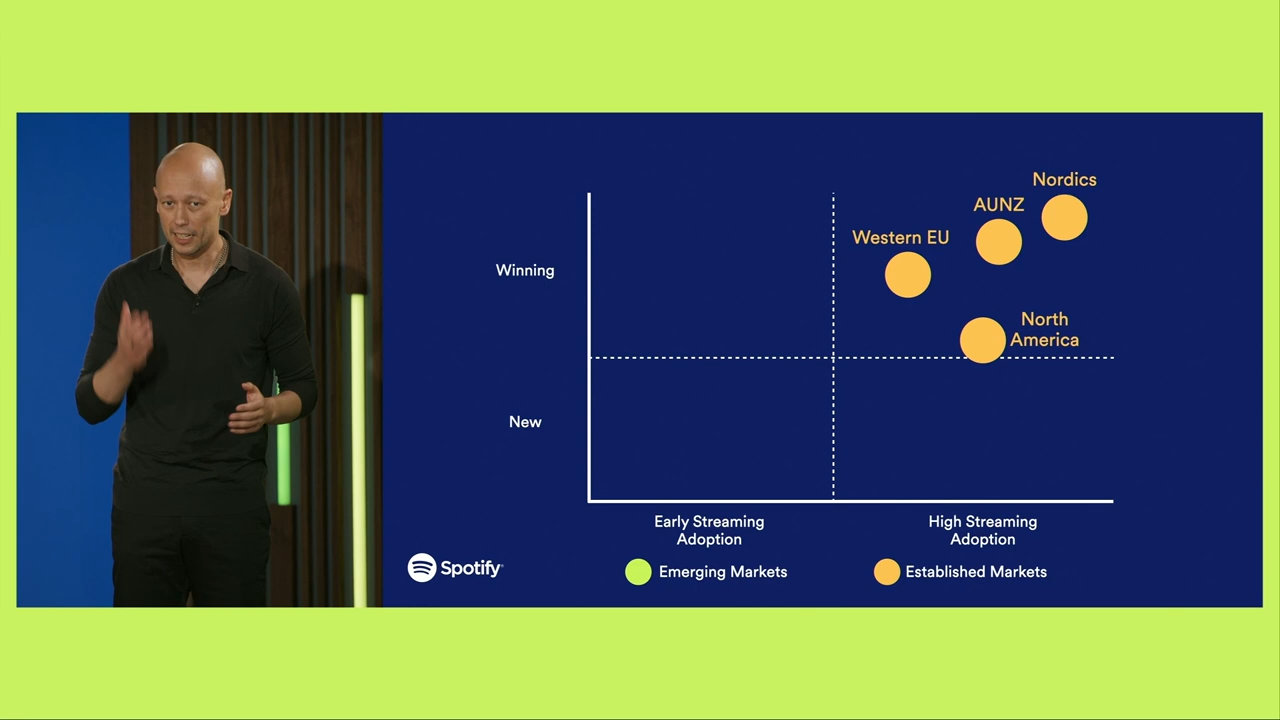 Nordics
AUNZ
Western EU
Winning
North
America
New
Early Streaming
Adoption
High Streaming
Adoption
Spotify
Emerging Markets
Established Markets